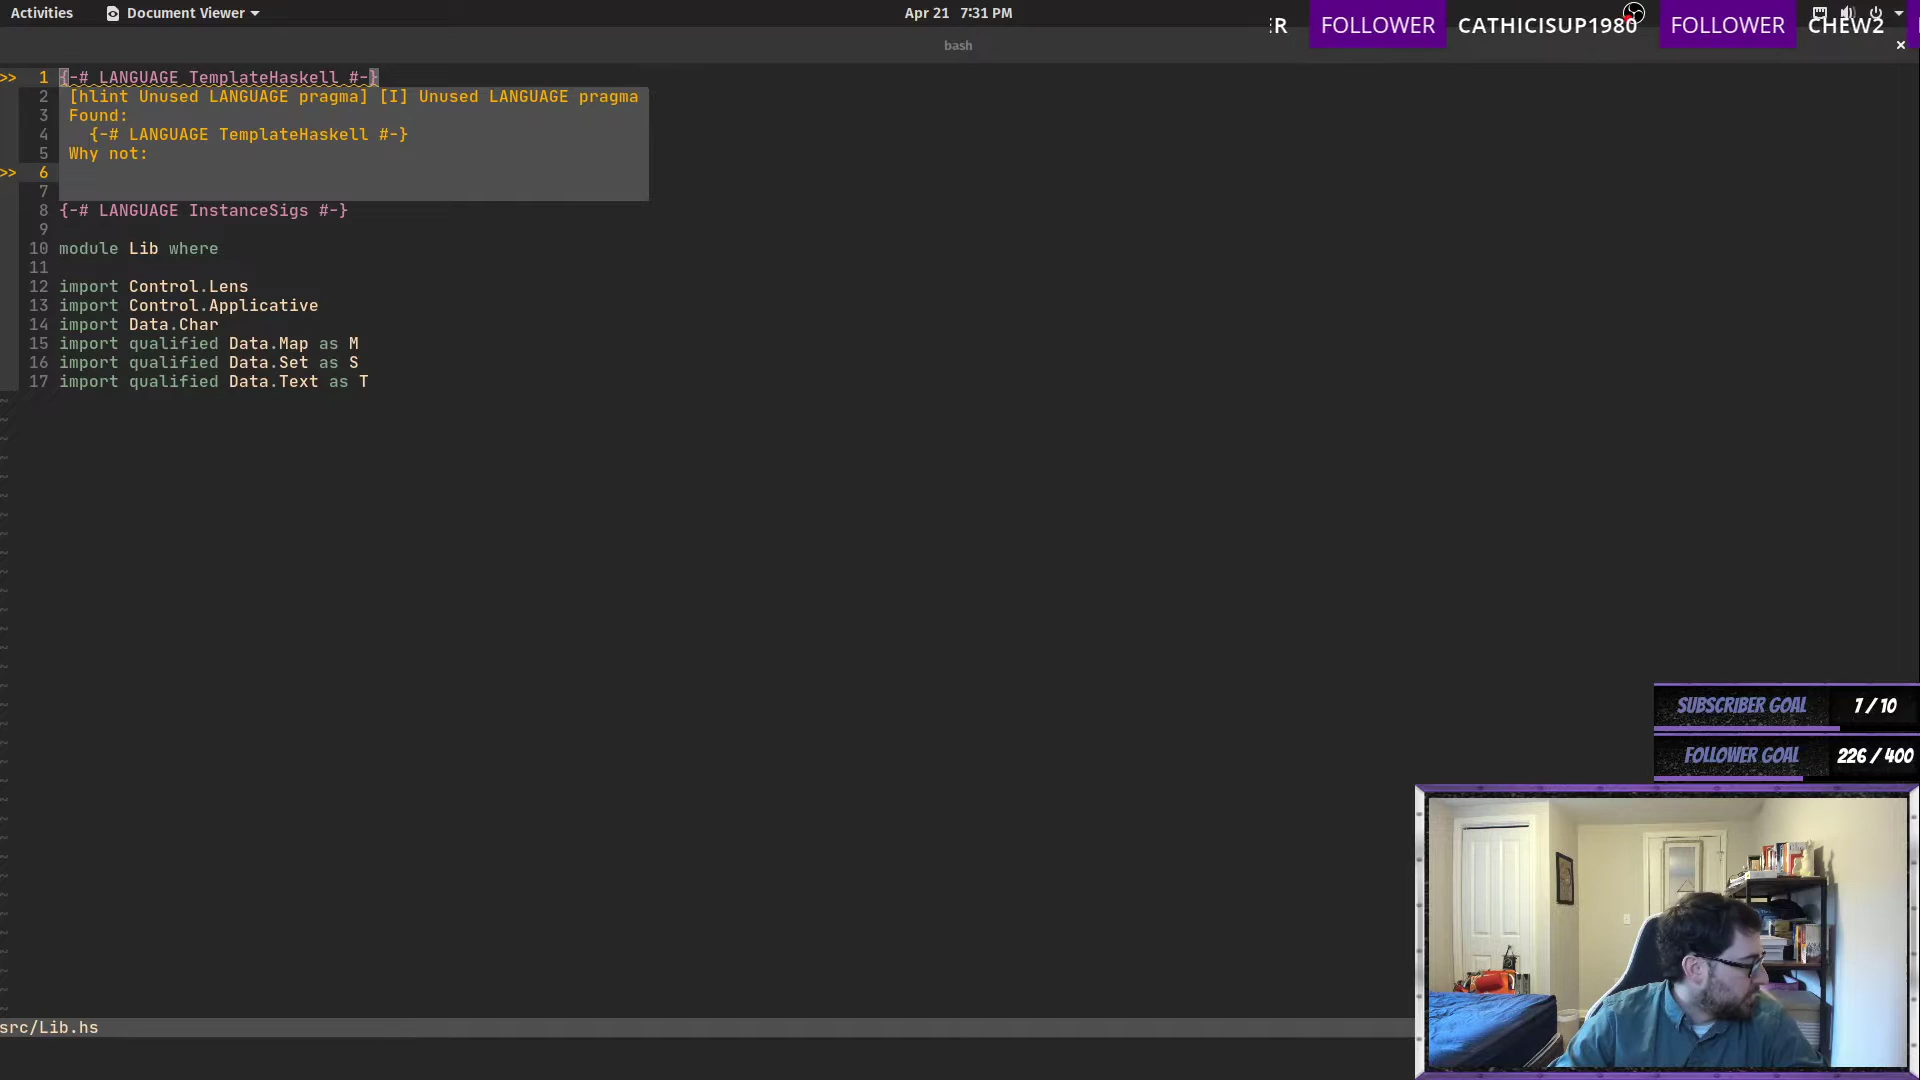 Activities Document Viewer Apr 21 7:31 PM
ER FOLLOWER CATHICISUP1980 FOLLOWER CHEW2
bash
>> 1 {-# LANGUAGE TemplateHaskell #-}
2 [hlint Unused LANGUAGE pragma] [I] Unused LANGUAGE pragma
3 Found:
4 {-# LANGUAGE TemplateHaskell #-}
5 Why not:
>> 6
7
8 {-# LANGUAGE InstanceSigs #-}
9
10 module Lib where
11
12 import Control.Lens
13 import Control.Applicative
14 import Data.Char
15 import qualified Data.Map as M
16 import qualified Data.Set as S
17 import qualified Data.Text as T
SUBSCRIBER GOAL 7 / 10
FOLLOWER GOAL 226 / 400
src/Lib.hs